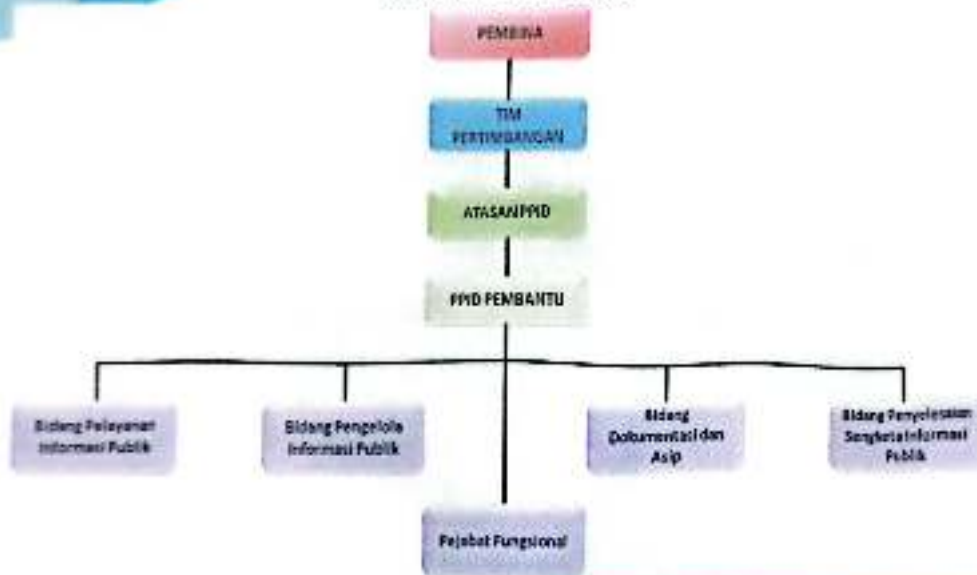 PEMBINA
TIM
PERTIMBANGAN
ATASAN PPID
PPID PEMBANTU
Bidang Pelayanan
Informasi Publik
Bidang Pengelola
Informasi Publik
Bidang
Dokumentasi dan
Asip
Bidang Penyelesaian
Sengketa Informasi
Publik
Pejabat Fungsional